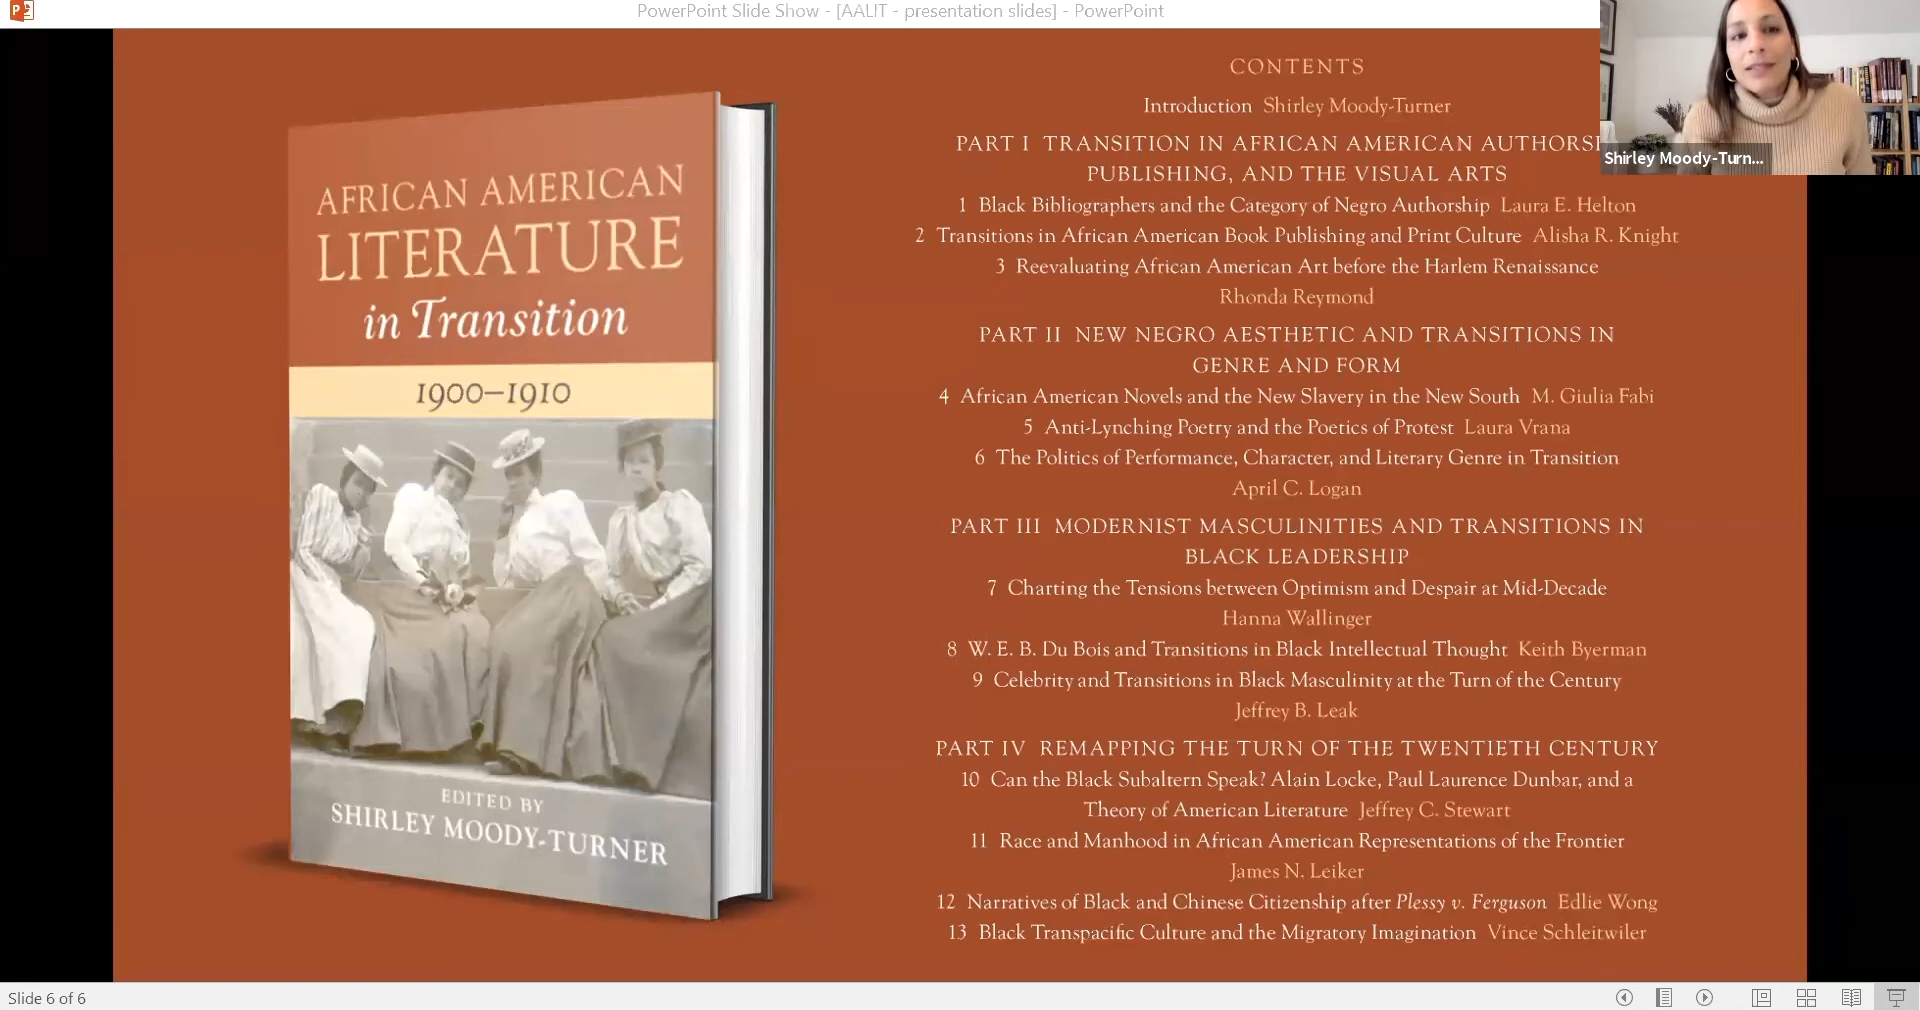 PowerPoint Slide Show - [AALIT - presentation slides] - PowerPoint
AFRICAN AMERICAN
LITERATURE
in Transition
1900–1910
EDITED BY
SHIRLEY MOODY-TURNER
CONTENTS
Introduction Shirley Moody-Turner
PART I TRANSITION IN AFRICAN AMERICAN
PUBLISHING, AND THE VISUAL ARTS
1 Black Bibliographers and the Category of Negro Authorship Laura E. Helton
2 Transitions in African American Book Publishing and Print Culture Alisha R. Knight
3 Reevaluating African American Art before the Harlem Renaissance
Rhonda Reymond
PART II NEW NEGRO AESTHETIC AND TRANSITIONS IN
GENRE AND FORM
4 African American Novels and the New Slavery in the New South M. Giulia Fabi
5 Anti-Lynching Poetry and the Poetics of Protest Laura Vrana
6 The Politics of Performance, Character, and Literary Genre in Transition
April C. Logan
PART III MODERNIST MASCULINITIES AND TRANSITIONS IN
BLACK LEADERSHIP
7 Charting the Tensions between Optimism and Despair at Mid-Decade
Hanna Wallinger
8 W. E. B. Du Bois and Transitions in Black Intellectual Thought Keith Byerman
9 Celebrity and Transitions in Black Masculinity at the Turn of the Century
Jeffrey B. Leak
PART IV REMAPPING THE TURN OF THE TWENTIETH CENTURY
10 Can the Black Subaltern Speak? Alain Locke, Paul Laurence Dunbar, and a
Theory of American Literature Jeffrey C. Stewart
11 Race and Manhood in African American Representations of the Frontier
James N. Leiker
12 Narratives of Black and Chinese Citizenship after Plessy v. Ferguson Edlie Wong
13 Black Transpacific Culture and the Migratory Imagination Vince Schleitwiler
Shirley Moody-Turn...
Slide 6 of 6